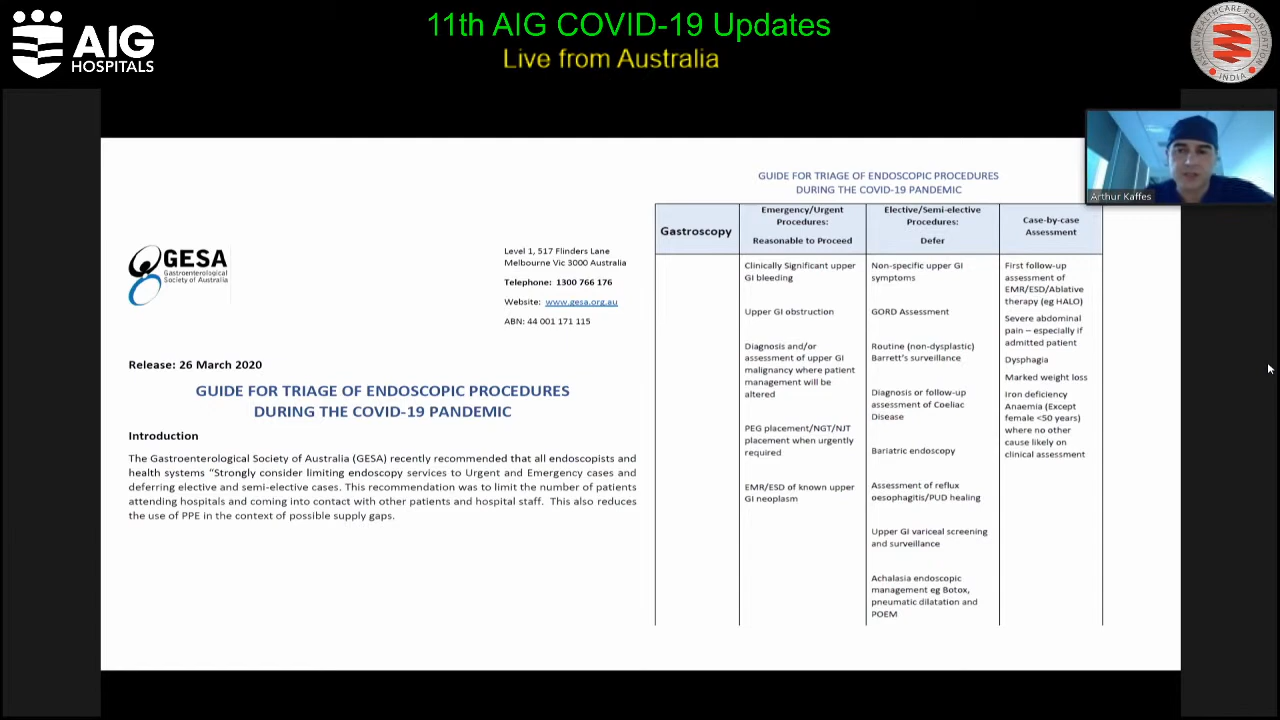 11th AIG COVID-19 Updates
Live from Australia
AIG
HOSPITALS
ASIAN HEALTHCARE FOUNDATION
INDIA
Arthur Kaffes
GESA
Gastroenterological
Society of Australia
Level 1, 517 Flinders Lane
Melbourne Vic 3000 Australia
Telephone: 1300 766 176
Website: www.gesa.org.au
ABN: 44 001 171 115
Release: 26 March 2020
GUIDE FOR TRIAGE OF ENDOSCOPIC PROCEDURES
DURING THE COVID-19 PANDEMIC
Introduction
The Gastroenterological Society of Australia (GESA) recently recommended that all endoscopists and
health systems “Strongly consider limiting endoscopy services to Urgent and Emergency cases and
deferring elective and semi-elective cases. This recommendation was to limit the number of patients
attending hospitals and coming into contact with other patients and hospital staff. This also reduces
the use of PPE in the context of possible supply gaps.
GUIDE FOR TRIAGE OF ENDOSCOPIC PROCEDURES
DURING THE COVID-19 PANDEMIC
Gastroscopy
Emergency/Urgent
Procedures:
Reasonable to Proceed
Elective/Semi-elective
Procedures:
Defer
Case-by-case
Assessment
Clinically Significant upper
GI bleeding
Upper GI obstruction
Diagnosis and/or
assessment of upper GI
malignancy where patient
management will be
altered
PEG placement/NGT/NJT
placement when urgently
required
EMR/ESD of known upper
GI neoplasm
Non-specific upper GI
symptoms
GORD Assessment
Routine (non-dysplastic)
Barrett’s surveillance
Diagnosis or follow-up
assessment of Coeliac
Disease
Bariatric endoscopy
Assessment of reflux
oesophagitis/PUD healing
Upper GI variceal screening
and surveillance
Achalasia endoscopic
management eg Botox,
pneumatic dilatation and
POEM
First follow-up
assessment of
EMR/ESD/Ablative
therapy (eg HALO)
Severe abdominal
pain – especially if
admitted patient
Dysphagia
Marked weight loss
Iron deficiency
Anaemia (Except
female <50 years)
where no other
cause likely on
clinical assessment